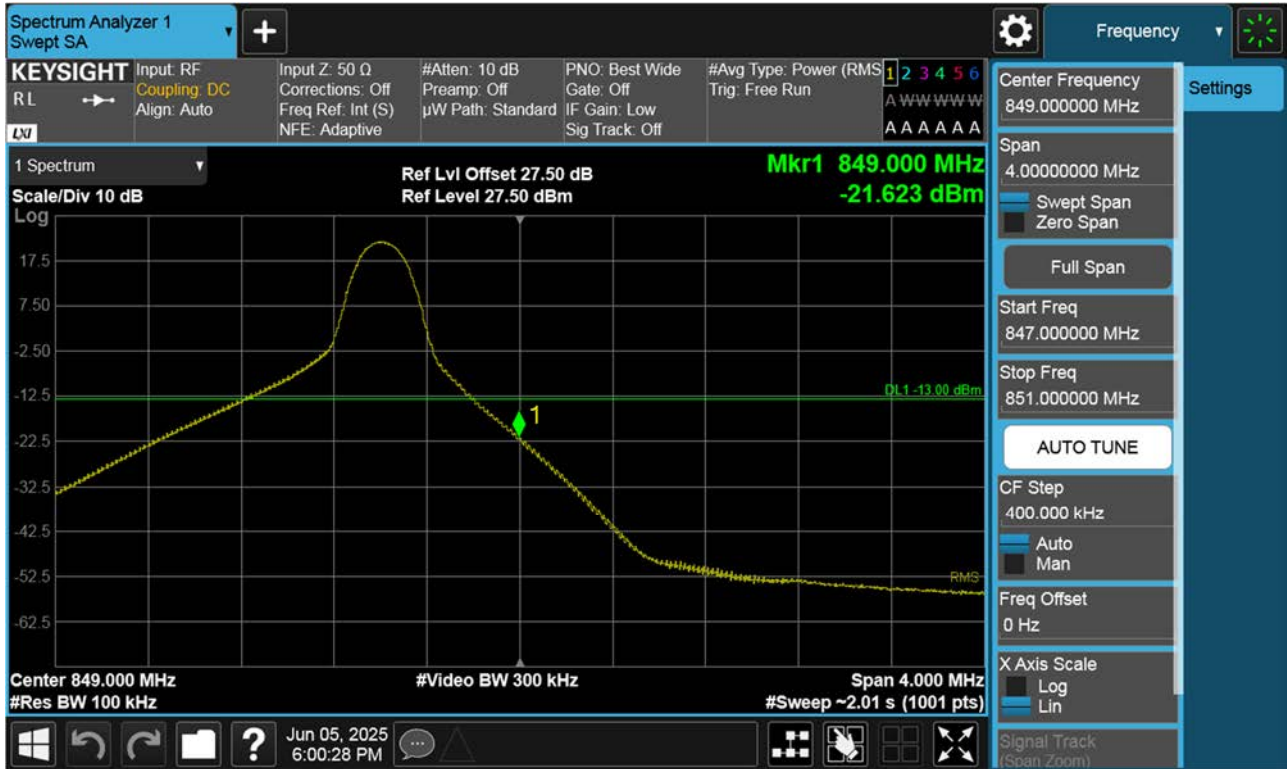 Spectrum Analyzer 1
Swept SA
Frequency
KEYSIGHT
R L
LXI
Input: RF
Coupling: DC
Align: Auto
Input Z: 50 Ω
Corrections: Off
Freq Ref: Int (S)
NFE: Adaptive
#Atten: 10 dB
Preamp: Off
µW Path: Standard
PNO: Best Wide
Gate: Off
IF Gain: Low
Sig Track: Off
#Avg Type: Power (RMS
Trig: Free Run
1 2 3 4 5 6
A W W W W W
A A A A A A
1 Spectrum
Scale/Div 10 dB
Ref Lvl Offset 27.50 dB
Ref Level 27.50 dBm
Mkr1 849.000 MHz
-21.623 dBm
Log
17.5
7.50
-2.50
-12.5
-22.5
-32.5
-42.5
-52.5
-62.5
DL1 -13.00 dBm
1
RMS
Center 849.000 MHz
#Res BW 100 kHz
#Video BW 300 kHz
Span 4.000 MHz
#Sweep ~2.01 s (1001 pts)
Center Frequency
849.000000 MHz
Settings
Span
4.00000000 MHz
Swept Span
Zero Span
Full Span
Start Freq
847.000000 MHz
Stop Freq
851.000000 MHz
AUTO TUNE
CF Step
400.000 kHz
Auto
Man
Freq Offset
0 Hz
X Axis Scale
Log
Lin
Signal Track
(Span Zoom)
?
Jun 05, 2025
6:00:28 PM